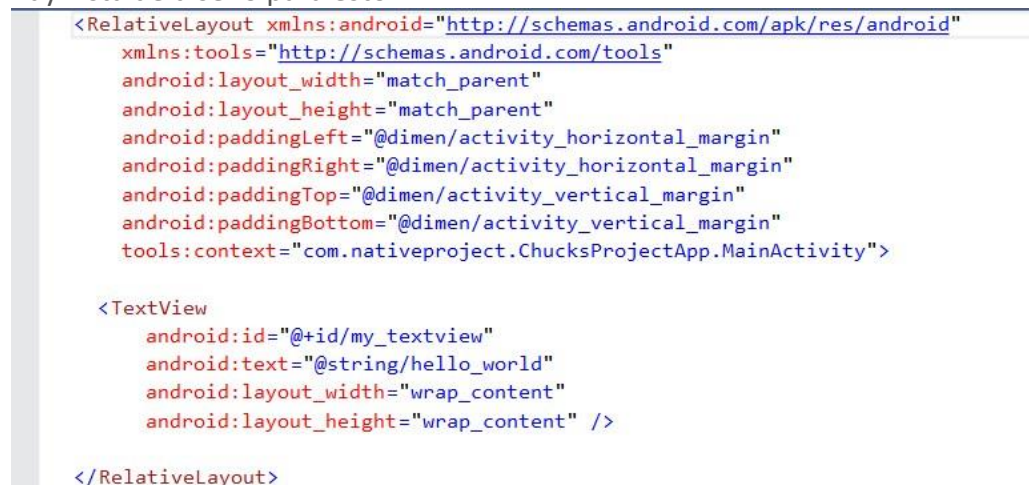 <RelativeLayout xmlns:android="http://schemas.android.com/apk/res/android"
xmlns:tools="http://schemas.android.com/tools"
android:layout_width="match_parent"
android:layout_height="match_parent"
android:paddingLeft="@dimen/activity_horizontal_margin"
android:paddingRight="@dimen/activity_horizontal_margin"
android:paddingTop="@dimen/activity_vertical_margin"
android:paddingBottom="@dimen/activity_vertical_margin"
tools:context="com.nativeproject.ChucksProjectApp.MainActivity">
<TextView
android:id="@+id/my_textview"
android:text="@string/hello_world"
android:layout_width="wrap_content"
android:layout_height="wrap_content" />
</RelativeLayout>